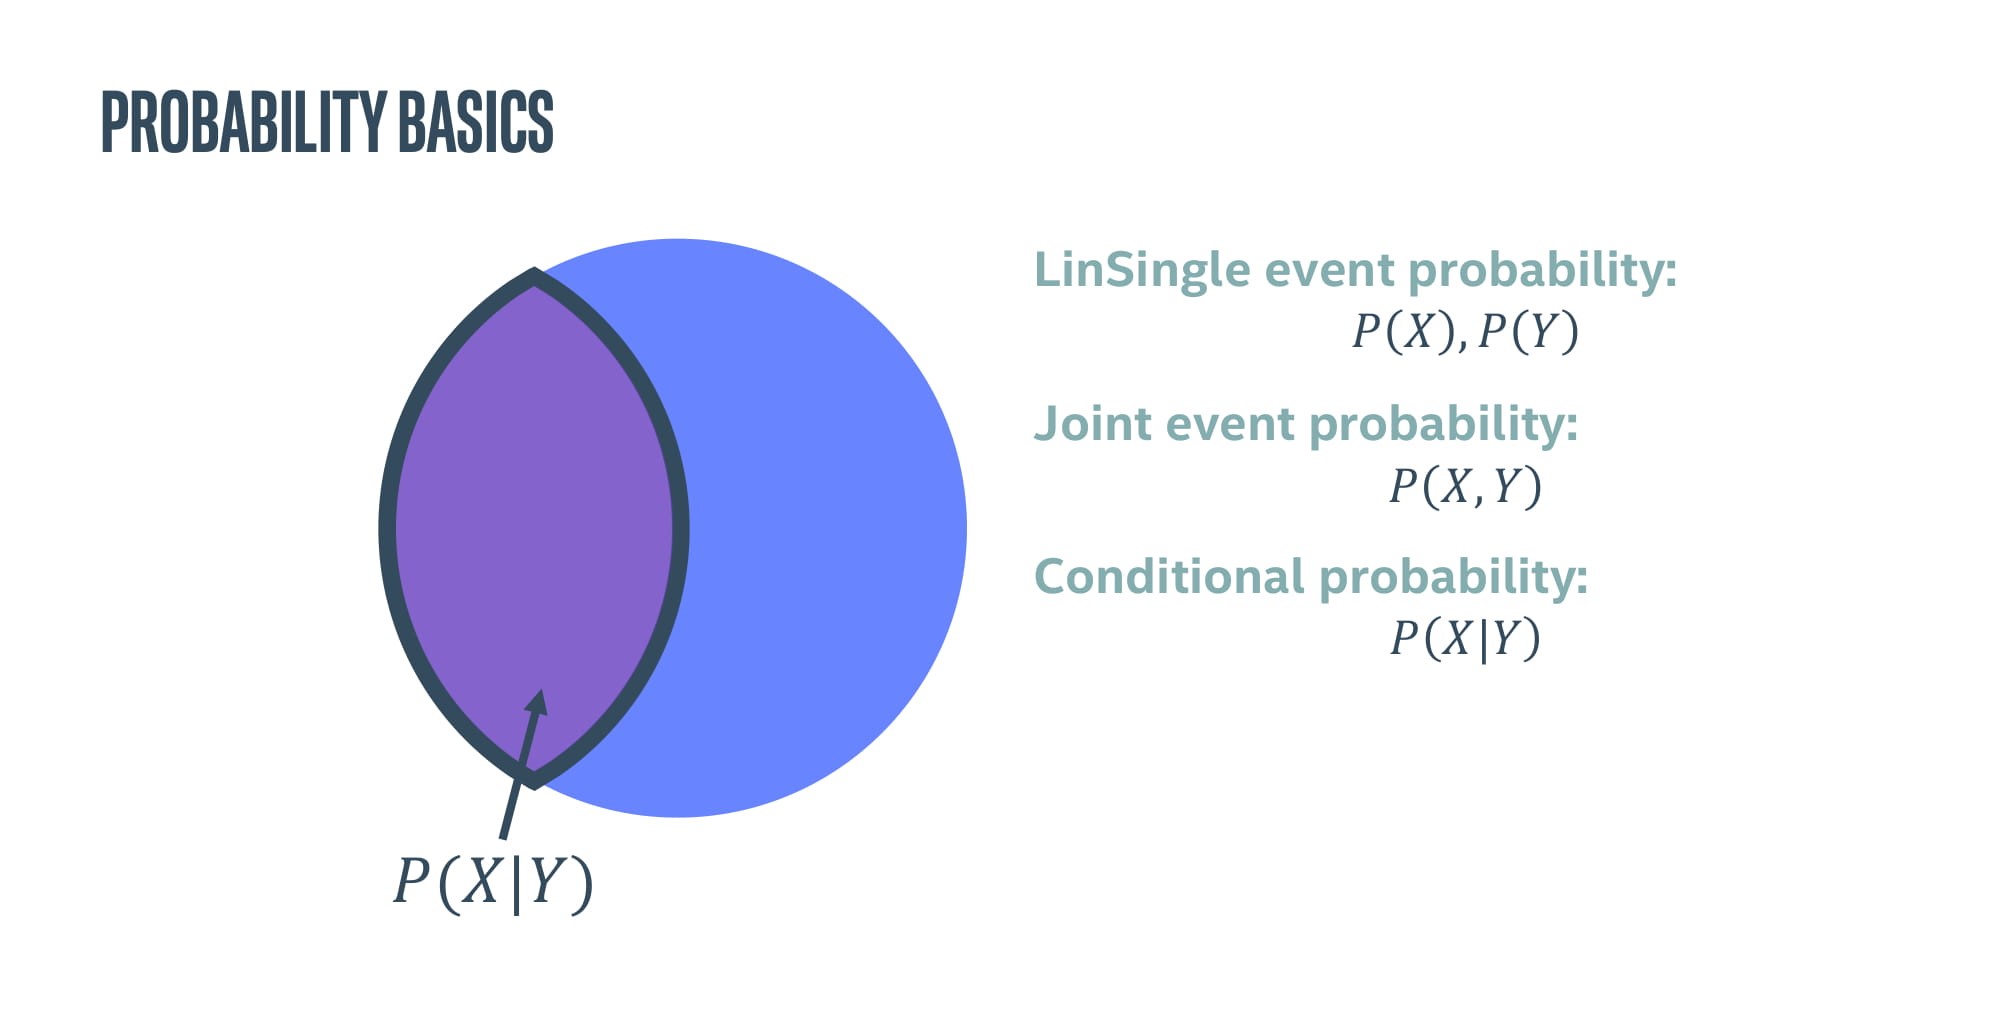 PROBABILITY BASICS
LinSingle event probability:
P(X), P(Y)
Joint event probability:
P(X, Y)
Conditional probability:
P(X|Y)
P(X|Y)